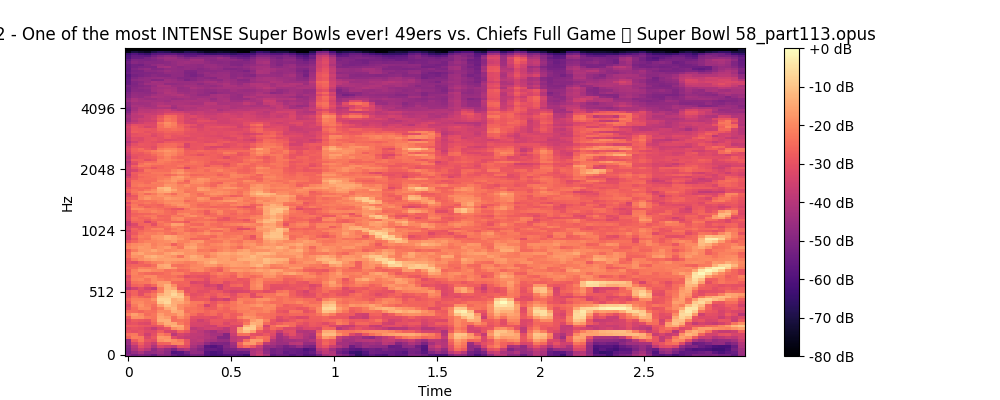 2 - One of the most INTENSE Super Bowls ever! 49ers vs. Chiefs Full Game Super Bowl 58_part113.opus
+0 dB
-10 dB
-20 dB
-30 dB
-40 dB
-50 dB
-60 dB
-70 dB
-80 dB
4096
2048
1024
512
0
Hz
0
0.5
1
1.5
2
2.5
Time